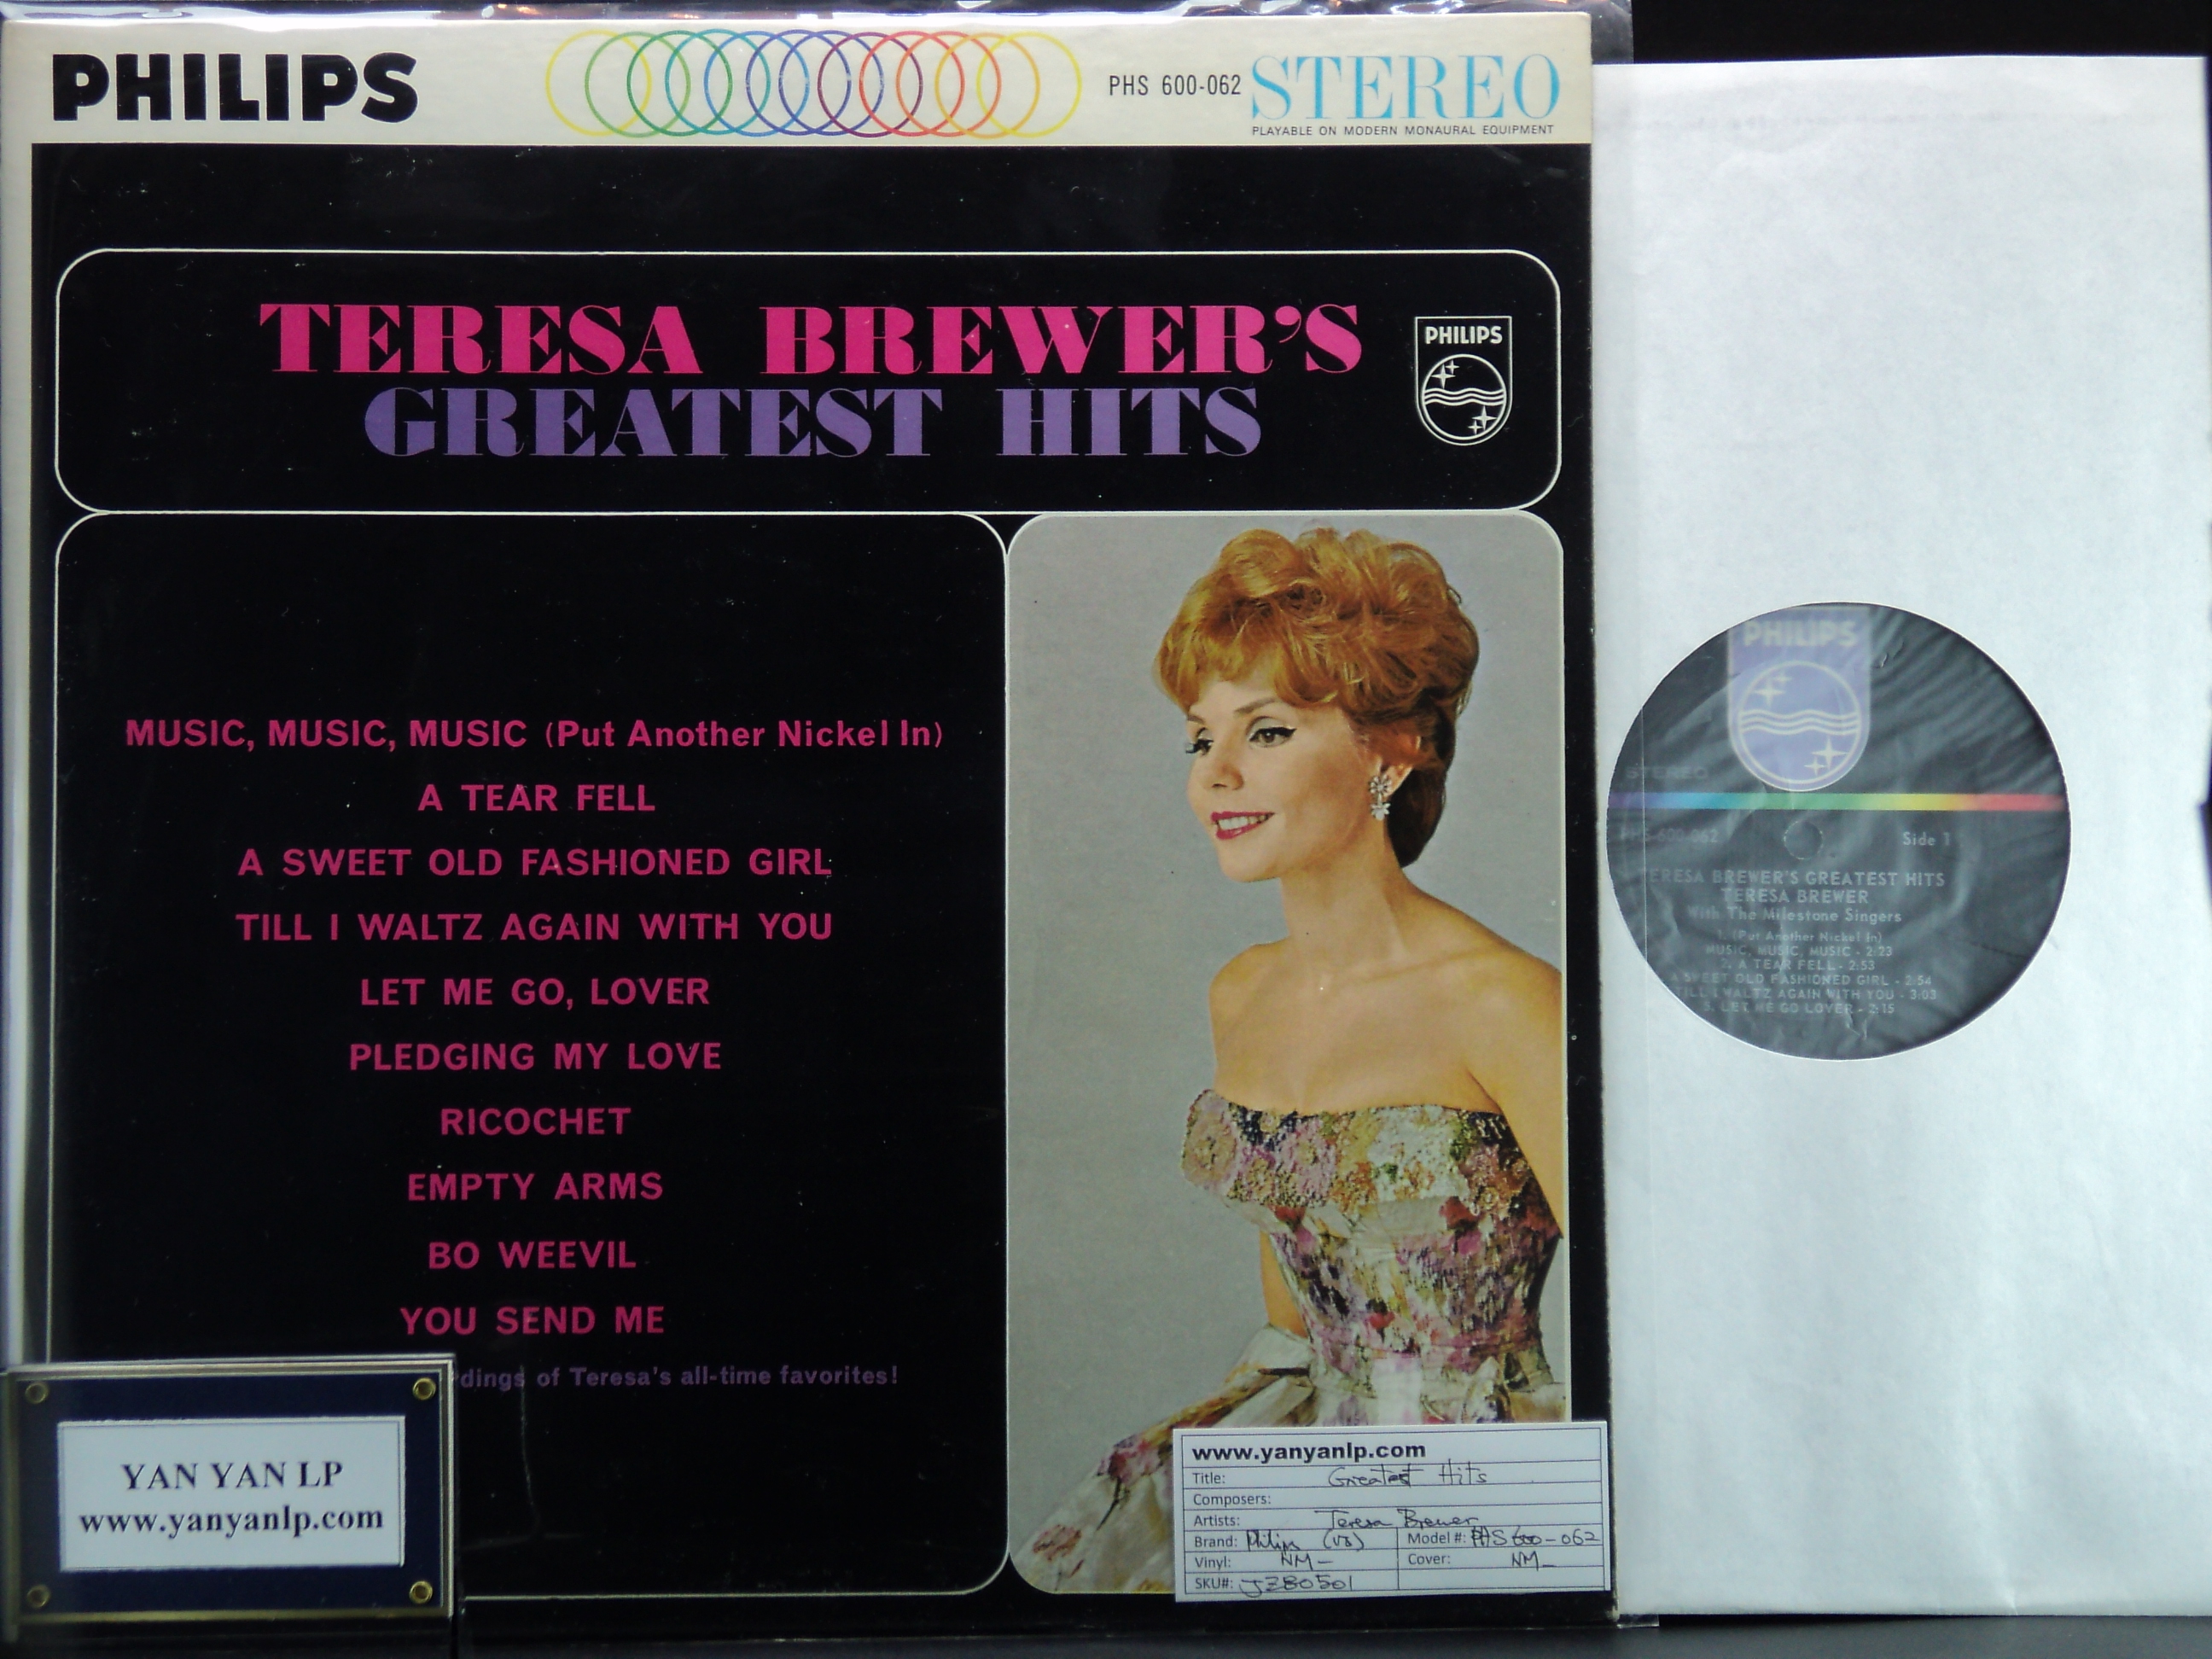 PHILIPS
PHS 600-062 STEREO
PLAYABLE ON MODERN MONAURAL EQUIPMENT
TERESA BREWER'S
GREATEST HITS
PHILIPS
MUSIC, MUSIC, MUSIC (Put Another Nickel In)
A TEAR FELL
A SWEET OLD FASHIONED GIRL
TILL I WALTZ AGAIN WITH YOU
LET ME GO, LOVER
PLEDGING MY LOVE
RICOCHET
EMPTY ARMS
BO WEEVIL
YOU SEND ME
of Teresa's all-time favorites!
YAN YAN LP
www.yanyanlp.com
www.yanyanlp.com
Title: Greatest Hits
Composers:
Artists: Teresa Brewer
Brand: Philips (US) Model #: PHS 600-062
Vinyl: NM- Cover: NM-
SKU#: JZ80501
PHILIPS
STEREO
PHS 600-062 Side 1
TERESA BREWER'S GREATEST HITS
TERESA BREWER
With The Milestone Singers
1. (Put Another Nickel In)
MUSIC, MUSIC, MUSIC - 2:23
2. A TEAR FELL - 2:53
A SWEET OLD FASHIONED GIRL - 2:54
TILL I WALTZ AGAIN WITH YOU - 3:03
5. LET ME GO LOVER - 2:15